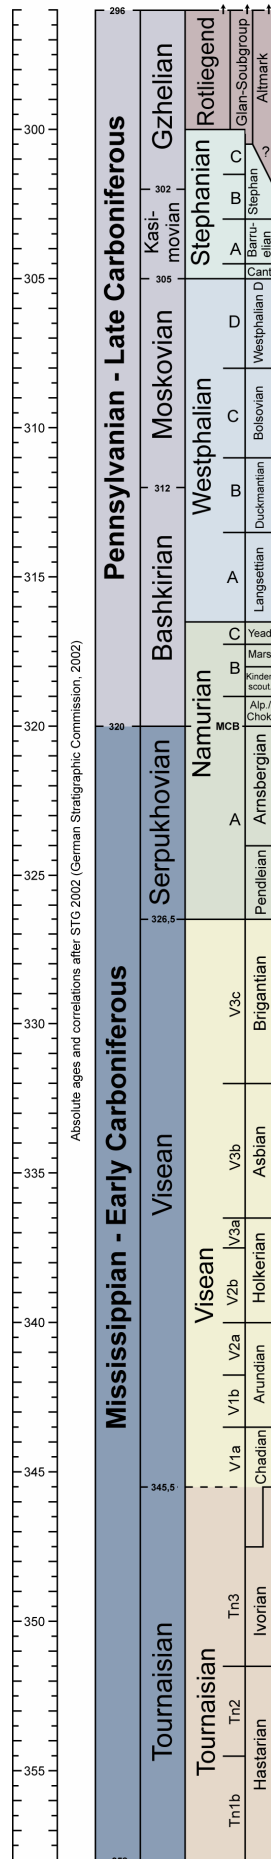 296
300
302
305
305
310
312
315
320
320
325
326,5
330
335
340
345
345,5
350
355
Absolute ages and correlations after STG 2002 (German Stratigraphic Commission, 2002)
Pennsylvanian - Late Carboniferous
Mississippian - Early Carboniferous
Gzhelian
Kasi-
movian
Moskovian
Bashkirian
Serpukhovian
Visean
Tournaisian
Rotliegend
Stephanian
Westphalian
Namurian
Visean
Tournaisian
Glan-Soubgroup
C
B
A
D
C
B
A
C
B
MCB
A
V3c
V3b
V3a
V2b
V2a
V1b
V1a
Tn3
Tn2
Tn1b
Altmark
?
Stephan
Barru-
elian
Cant
Westphalian D
Bolsovian
Duckmantian
Langsettian
Yead
Mars
Kinder
scout
Alp./
Chok
Arnsbergian
Pendleian
Brigantian
Asbian
Holkerian
Arundian
Chadian
Ivorian
Hastarian